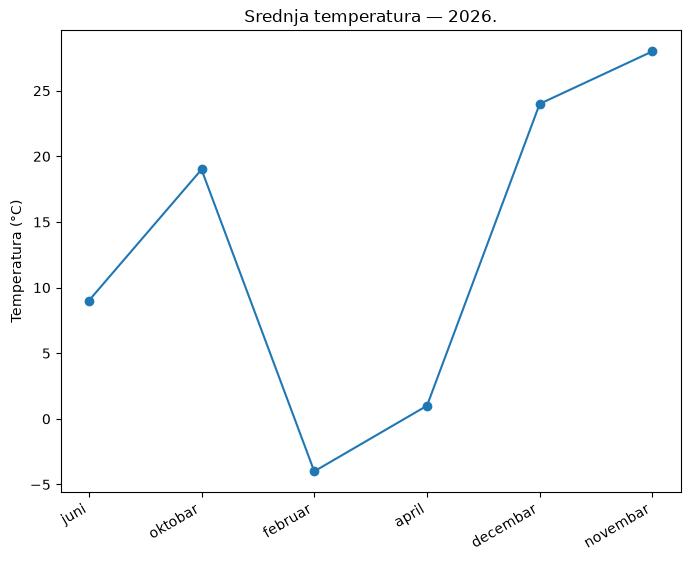 Srednja temperatura — 2026.
Temperatura (°C)
25
20
15
10
5
0
−5
juni
oktobar
februar
april
decembar
novembar